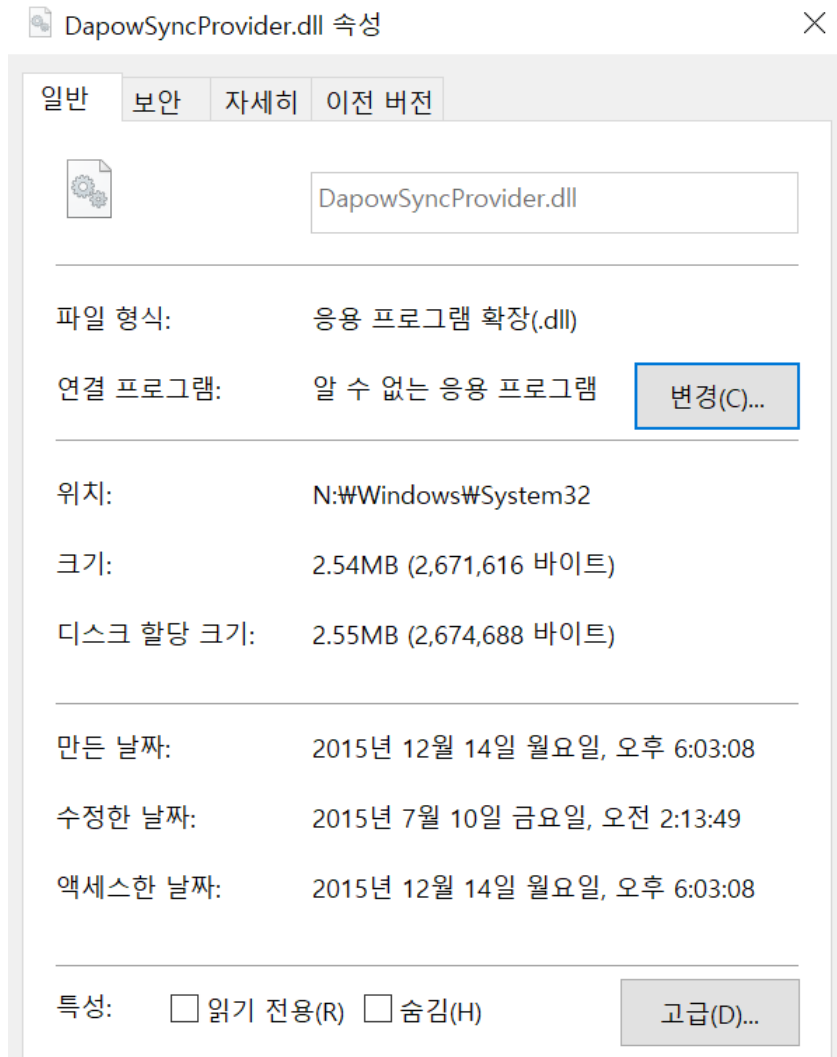 DapowSyncProvider.dll 속성
일반 보안 자세히 이전 버전
DapowSyncProvider.dll
파일 형식: 응용 프로그램 확장(.dll)
연결 프로그램: 알 수 없는 응용 프로그램 변경(C)...
위치: N:₩Windows₩System32
크기: 2.54MB (2,671,616 바이트)
디스크 할당 크기: 2.55MB (2,674,688 바이트)
만든 날짜: 2015년 12월 14일 월요일, 오후 6:03:08
수정한 날짜: 2015년 7월 10일 금요일, 오전 2:13:49
액세스한 날짜: 2015년 12월 14일 월요일, 오후 6:03:08
특성: 읽기 전용(R) 숨김(H) 고급(D)...